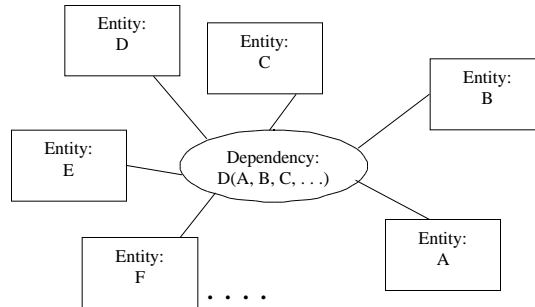 Entity:
D
Entity:
C
Entity:
B
Entity:
E
Dependency:
D(A, B, C, . . .)
Entity:
A
Entity:
F
. . . .